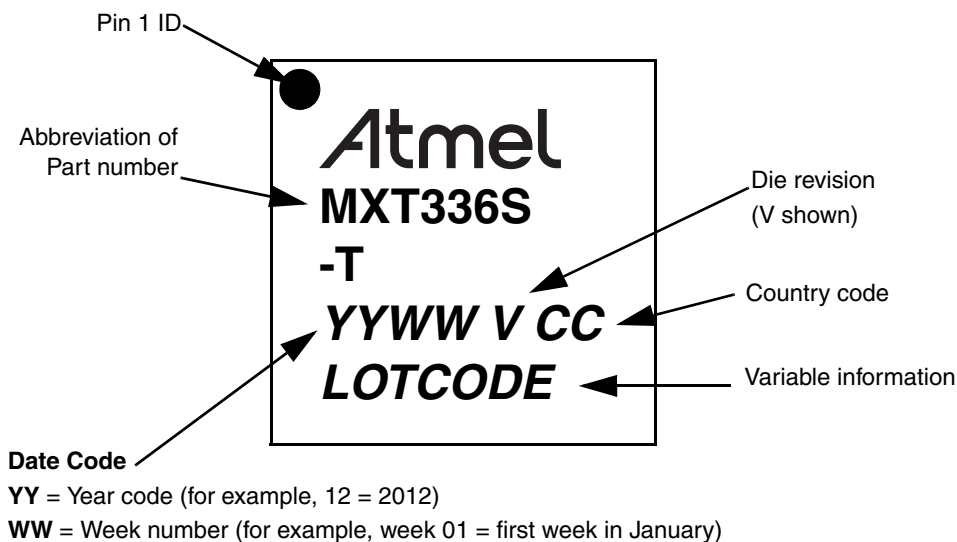 Pin 1 ID
Abbreviation of
Part number
Atmel
MXT336S
-T
YYWW V CC
LOTCODE
Die revision
(V shown)
Country code
Variable information
Date Code
YY = Year code (for example, 12 = 2012)
WW = Week number (for example, week 01 = first week in January)